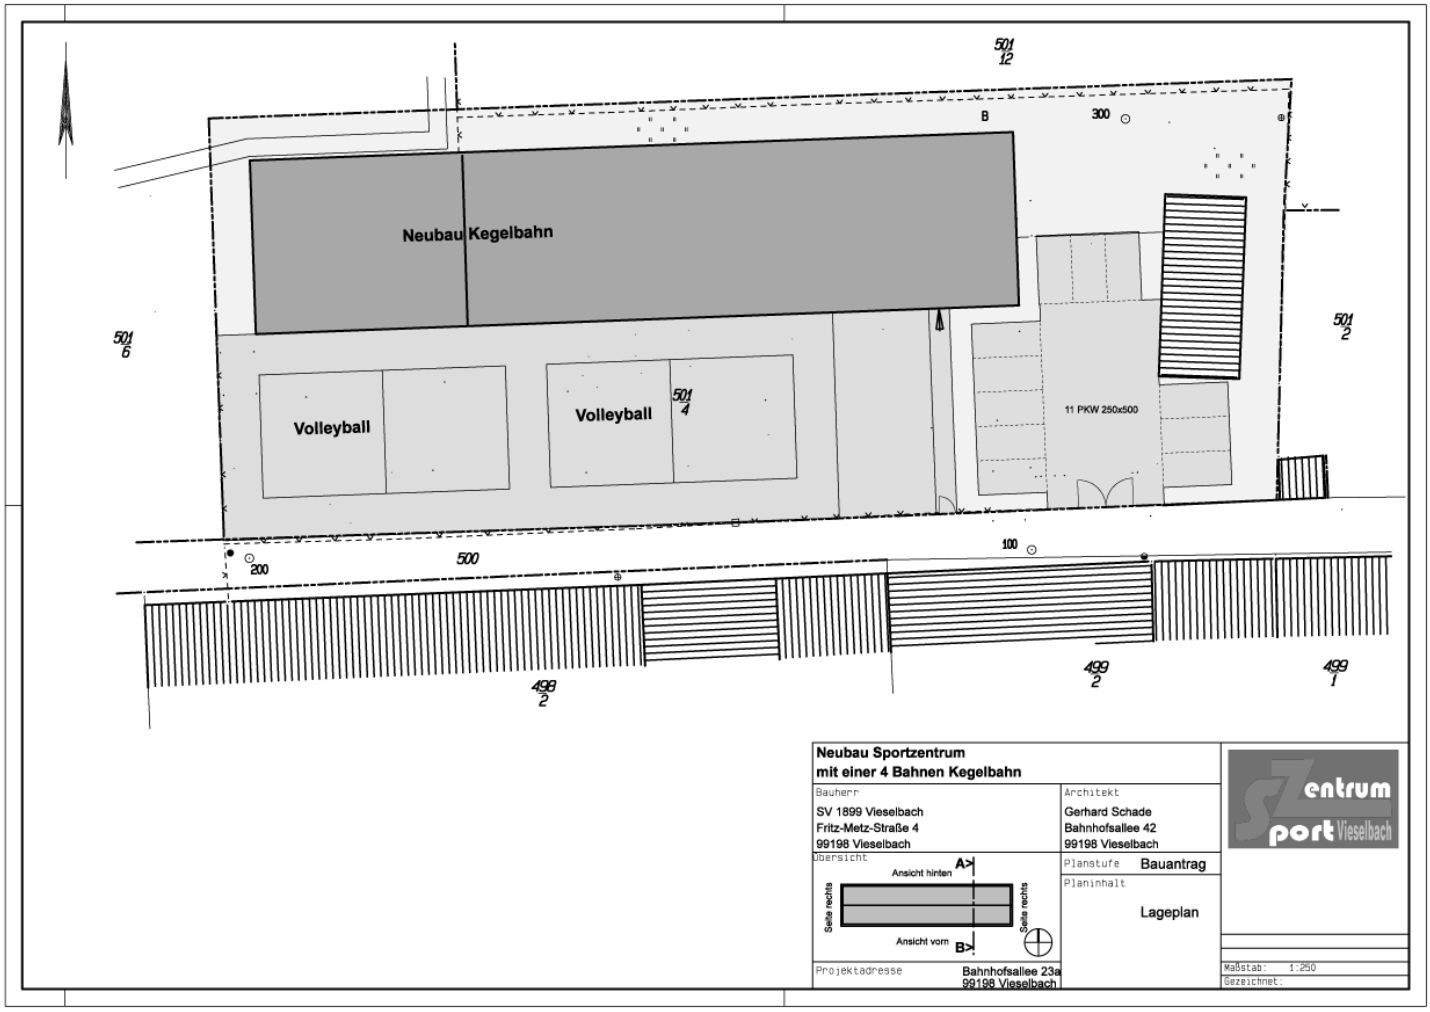 501
12
B
300
Neubau Kegelbahn
501
6
501
2
501
4
11 PKW 250x500
Volleyball
Volleyball
200
500
100
498
2
499
2
499
1
Neubau Sportzentrum
mit einer 4 Bahnen Kegelbahn
Bauherr
SV 1899 Vieselbach
Fritz-Metz-Straße 4
99198 Vieselbach
Architekt
Gerhard Schade
Bahnhofsallee 42
99198 Vieselbach
Zentrum
Sport Vieselbach
Übersicht
A>
Ansicht hinten
Seite rechts
Seite rechts
Ansicht vorn
B>
Planstufe Bauantrag
Planinhalt
Lageplan
Projektadresse
Bahnhofsallee 23a
99198 Vieselbach
Maßstab: 1:250
Gezeichnet: